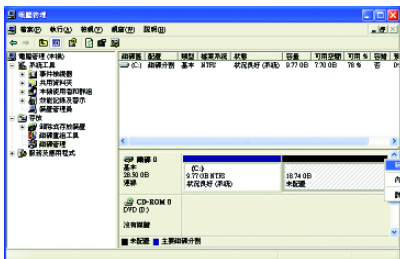 電腦管理
檔案(F) 執行(A) 檢視(V) 視窗(W) 說明(H)
電腦管理 (本機)
系統工具
事件檢視器
共用資料夾
本機使用者和群組
效能記錄及警示
裝置管理員
存放
卸除式存放裝置
磁碟重組工具
磁碟管理
服務及應用程式
磁碟區 配置 類型 檔案系統 狀態 容量 可用空間 可用 % 容錯
(C:) 磁碟分割 基本 NTFS 狀況良好 (系統) 9.77 GB 7.70 GB 78 % 否
磁碟 0
基本
28.50 GB
連線
(C:)
9.77 GB NTFS
狀況良好 (系統)
18.74 GB
未配置
CD-ROM 0
DVD (D:)
沒有媒體
未配置 主要磁碟分割